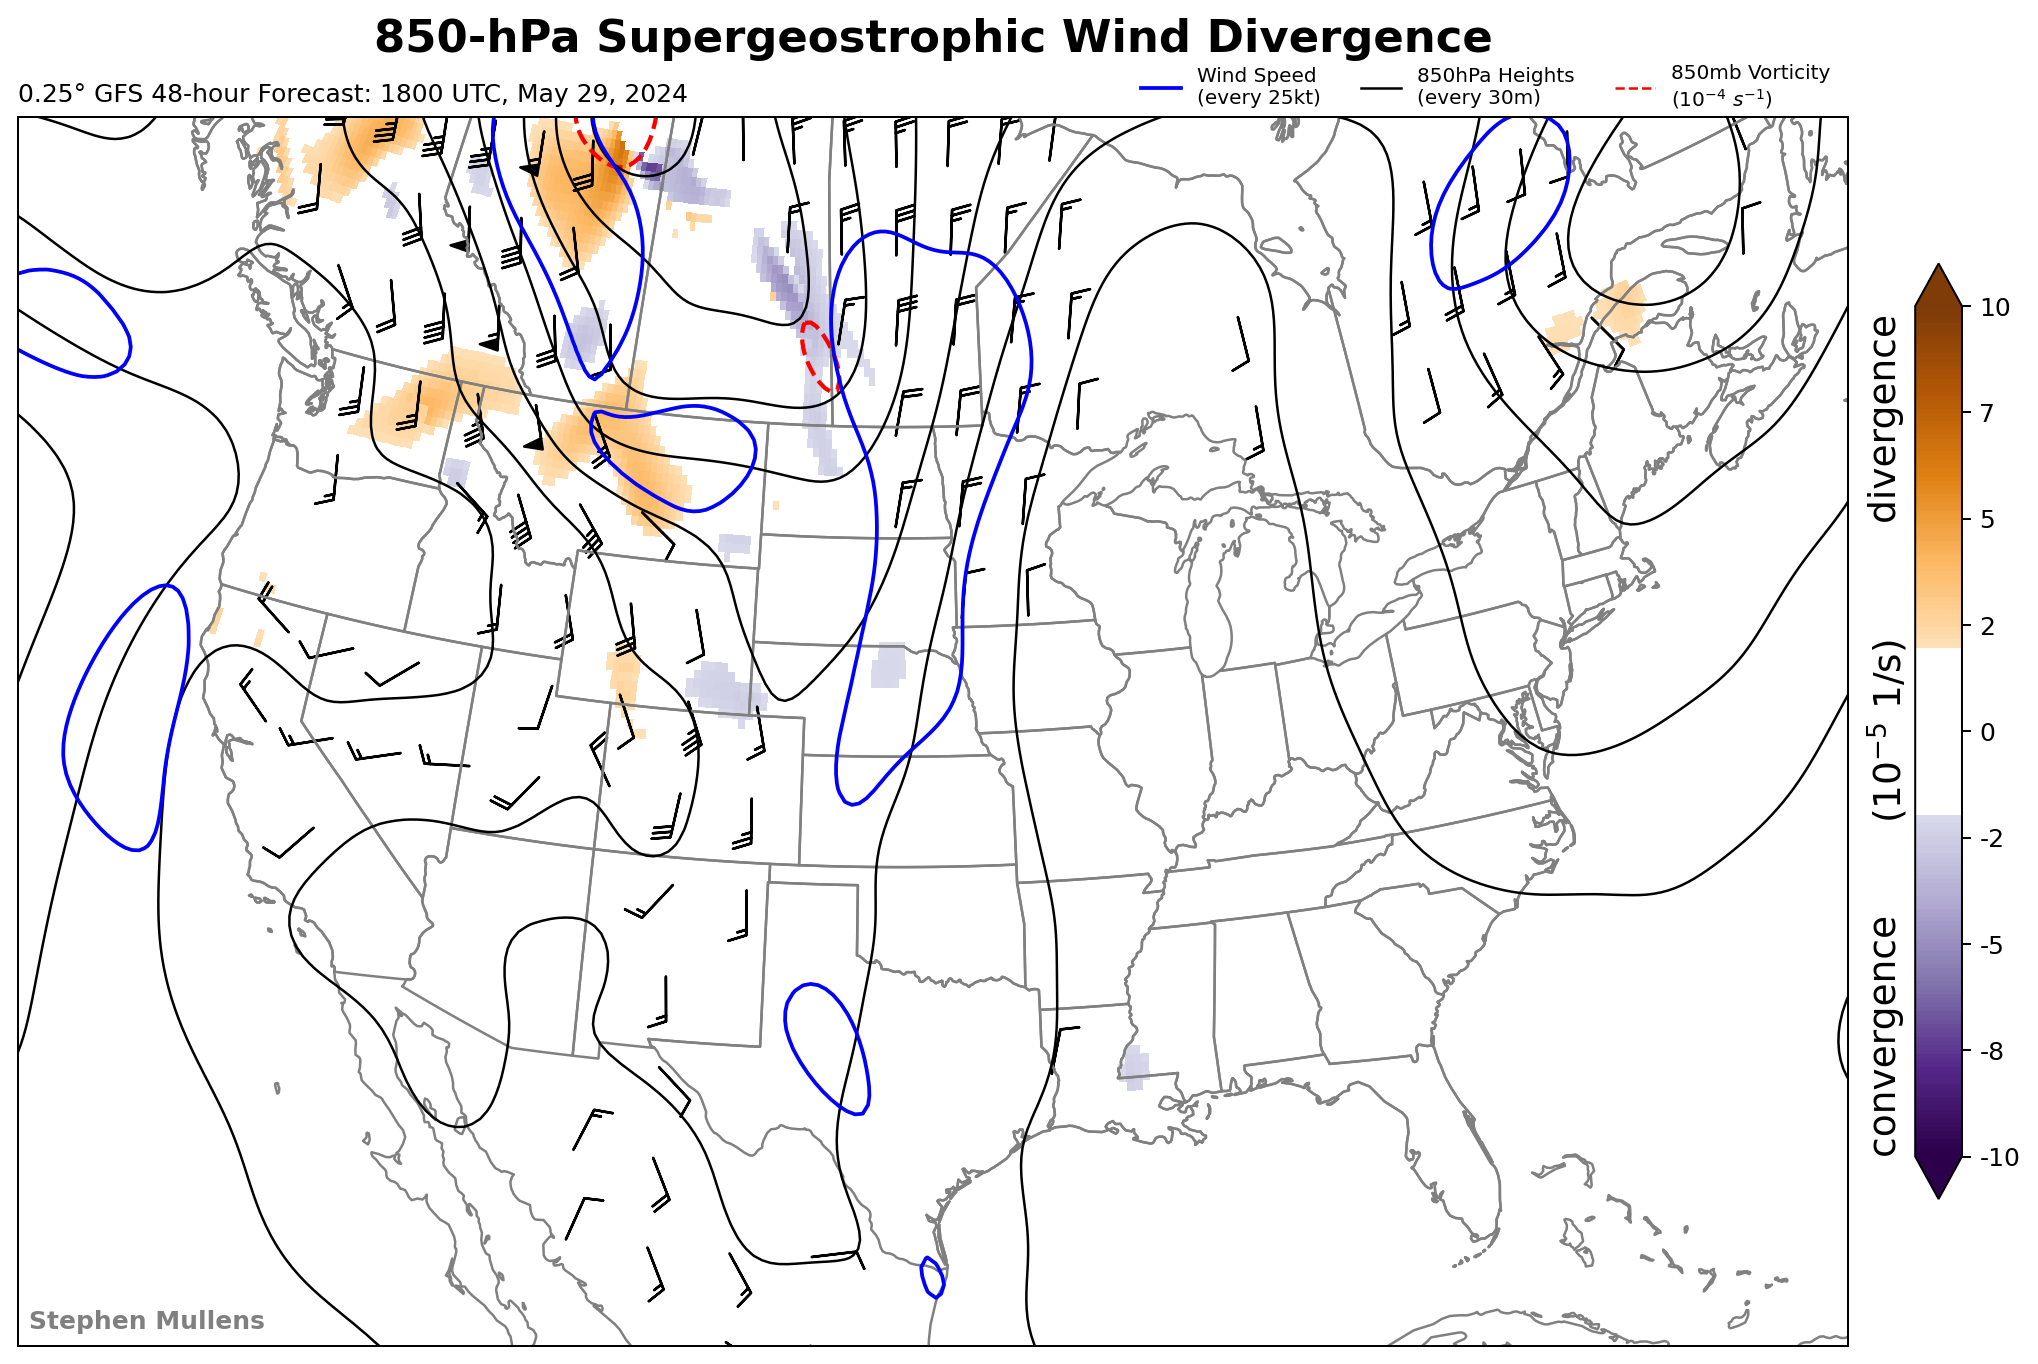 850-hPa Supergeostrophic Wind Divergence
0.25° GFS 48-hour Forecast: 1800 UTC, May 29, 2024
Wind Speed
(every 25kt)
850hPa Heights
(every 30m)
850mb Vorticity
(10⁻⁴ s⁻¹)
divergence
(10⁻⁵ 1/s)
convergence
10
7
5
2
0
-2
-5
-8
-10
Stephen Mullens